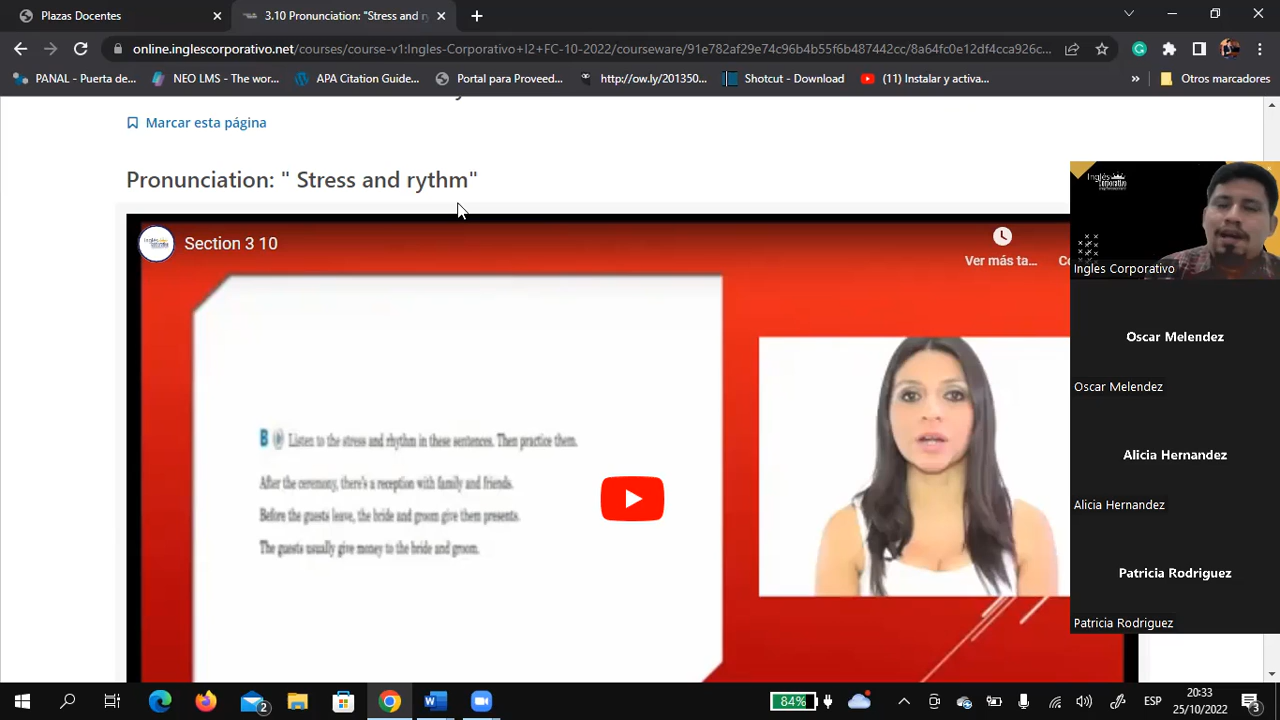 Plazas Docentes
3.10 Pronunciation: "Stress and r
online.inglescorporativo.net/courses/course-v1:Ingles-Corporativo+I2+FC-10-2022/courseware/91e782af29e74c96b4b55f6b487442cc/8a64fc0e12df4cca926c...
PANAL - Puerta de... NEO LMS - The wor... APA Citation Guide... Portal para Proveed... http://ow.ly/201350... Shotcut - Download (11) Instalar y activa... » Otros marcadores
Marcar esta página
Pronunciation: " Stress and rythm"
Section 3 10
Ver más ta...
B Listen to the stress and rhythm in these sentences. Then practice them.
After the ceremony, there's a reception with family and friends.
Before the guests leave, the bride and groom give them presents.
The guests usually give money to the bride and groom.
Inglés
Corporativo
Ingles Corporativo
Oscar Melendez
Oscar Melendez
Alicia Hernandez
Alicia Hernandez
Patricia Rodriguez
Patricia Rodriguez
2
84%
ESP
20:33
25/10/2022
3